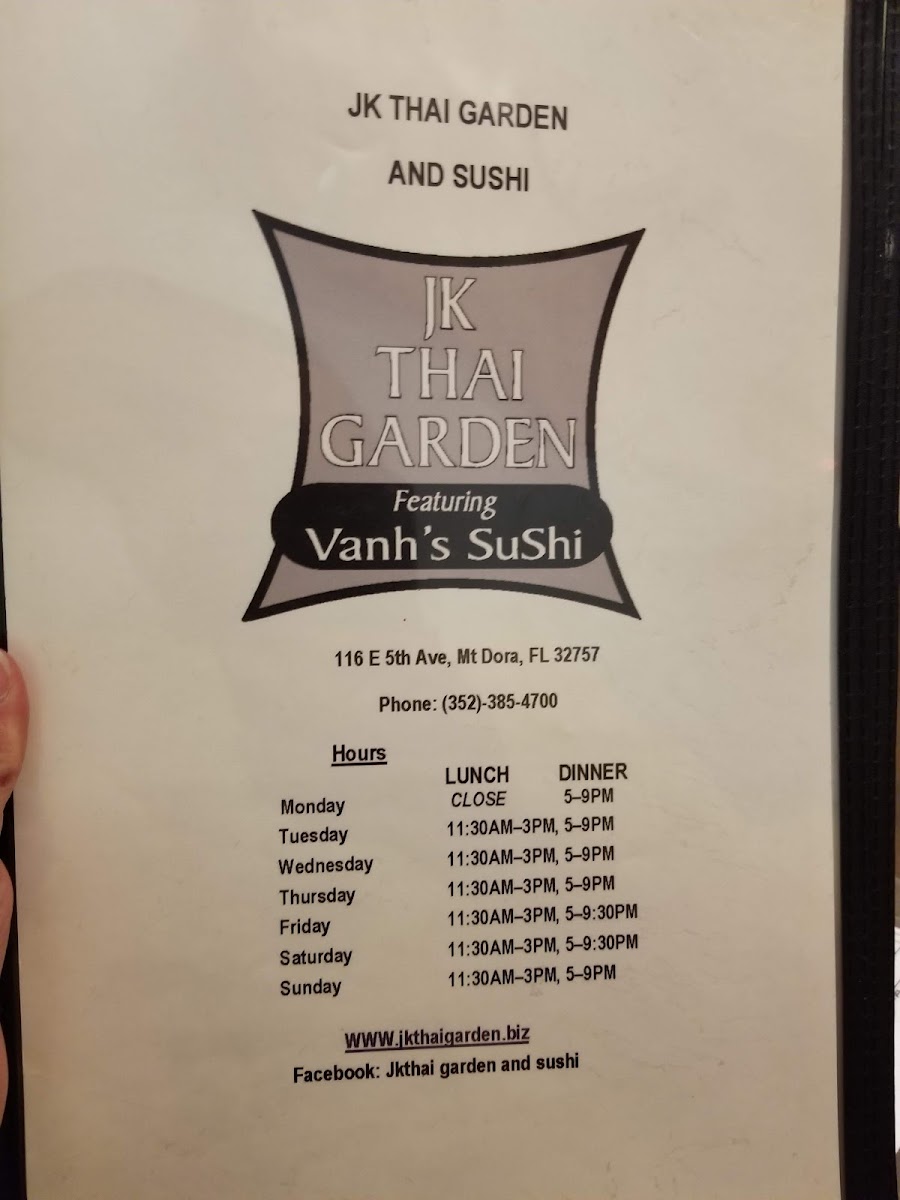 JK THAI GARDEN
AND SUSHI
JK
THAI
GARDEN
Featuring
Vanh's SuShi
116 E 5th Ave, Mt Dora, FL 32757
Phone: (352)-385-4700
Hours
LUNCH DINNER
Monday CLOSE 5–9PM
Tuesday 11:30AM–3PM, 5–9PM
Wednesday 11:30AM–3PM, 5–9PM
Thursday 11:30AM–3PM, 5–9PM
Friday 11:30AM–3PM, 5–9:30PM
Saturday 11:30AM–3PM, 5–9:30PM
Sunday 11:30AM–3PM, 5–9PM
WWW.jkthaigarden.biz
Facebook: Jkthai garden and sushi